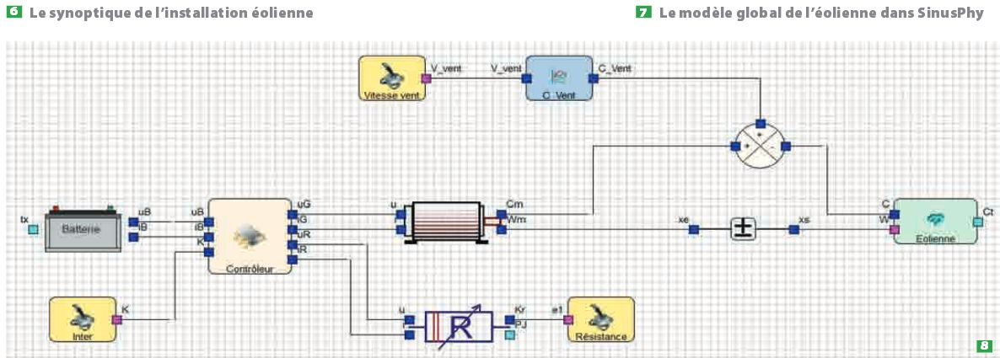 6 Le synoptique de l'installation éolienne
7 Le modèle global de l'éolienne dans SinusPhy
V_vent
V_vent
C_Vent
Vitesse vent
C_Vent
+
+
-
tx
Batterie
uB
iB
uB
iB
K
uG
iG
uR
iR
Contrôleur
u
Cm
Wm
xe
±
xs
C
W
Ct
Eolienne
K
Inter
u
R
Kr
PJ
e1
Résistance
8